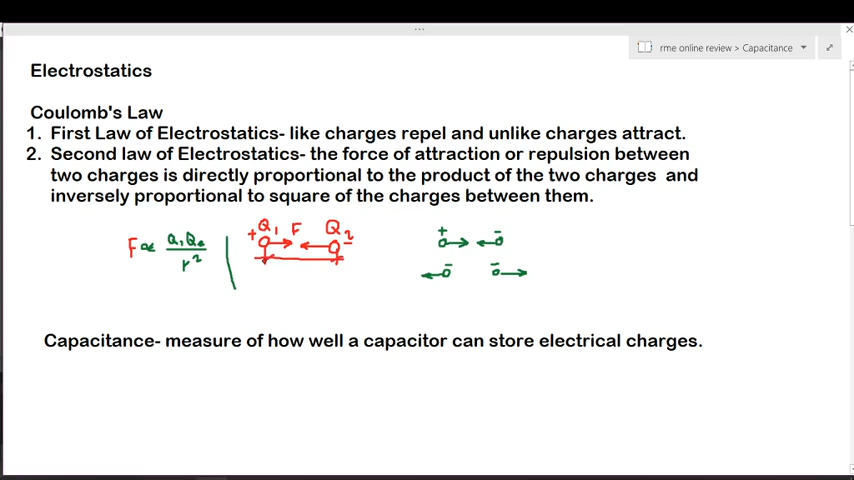 rme online review > Capacitance
Electrostatics
Coulomb's Law
1. First Law of Electrostatics- like charges repel and unlike charges attract.
2. Second law of Electrostatics- the force of attraction or repulsion between
two charges is directly proportional to the product of the two charges and
inversely proportional to square of the charges between them.
F ∝ Q₁Q₂ / r² + Q₁ F Q₂ - + -
- -
Capacitance- measure of how well a capacitor can store electrical charges.